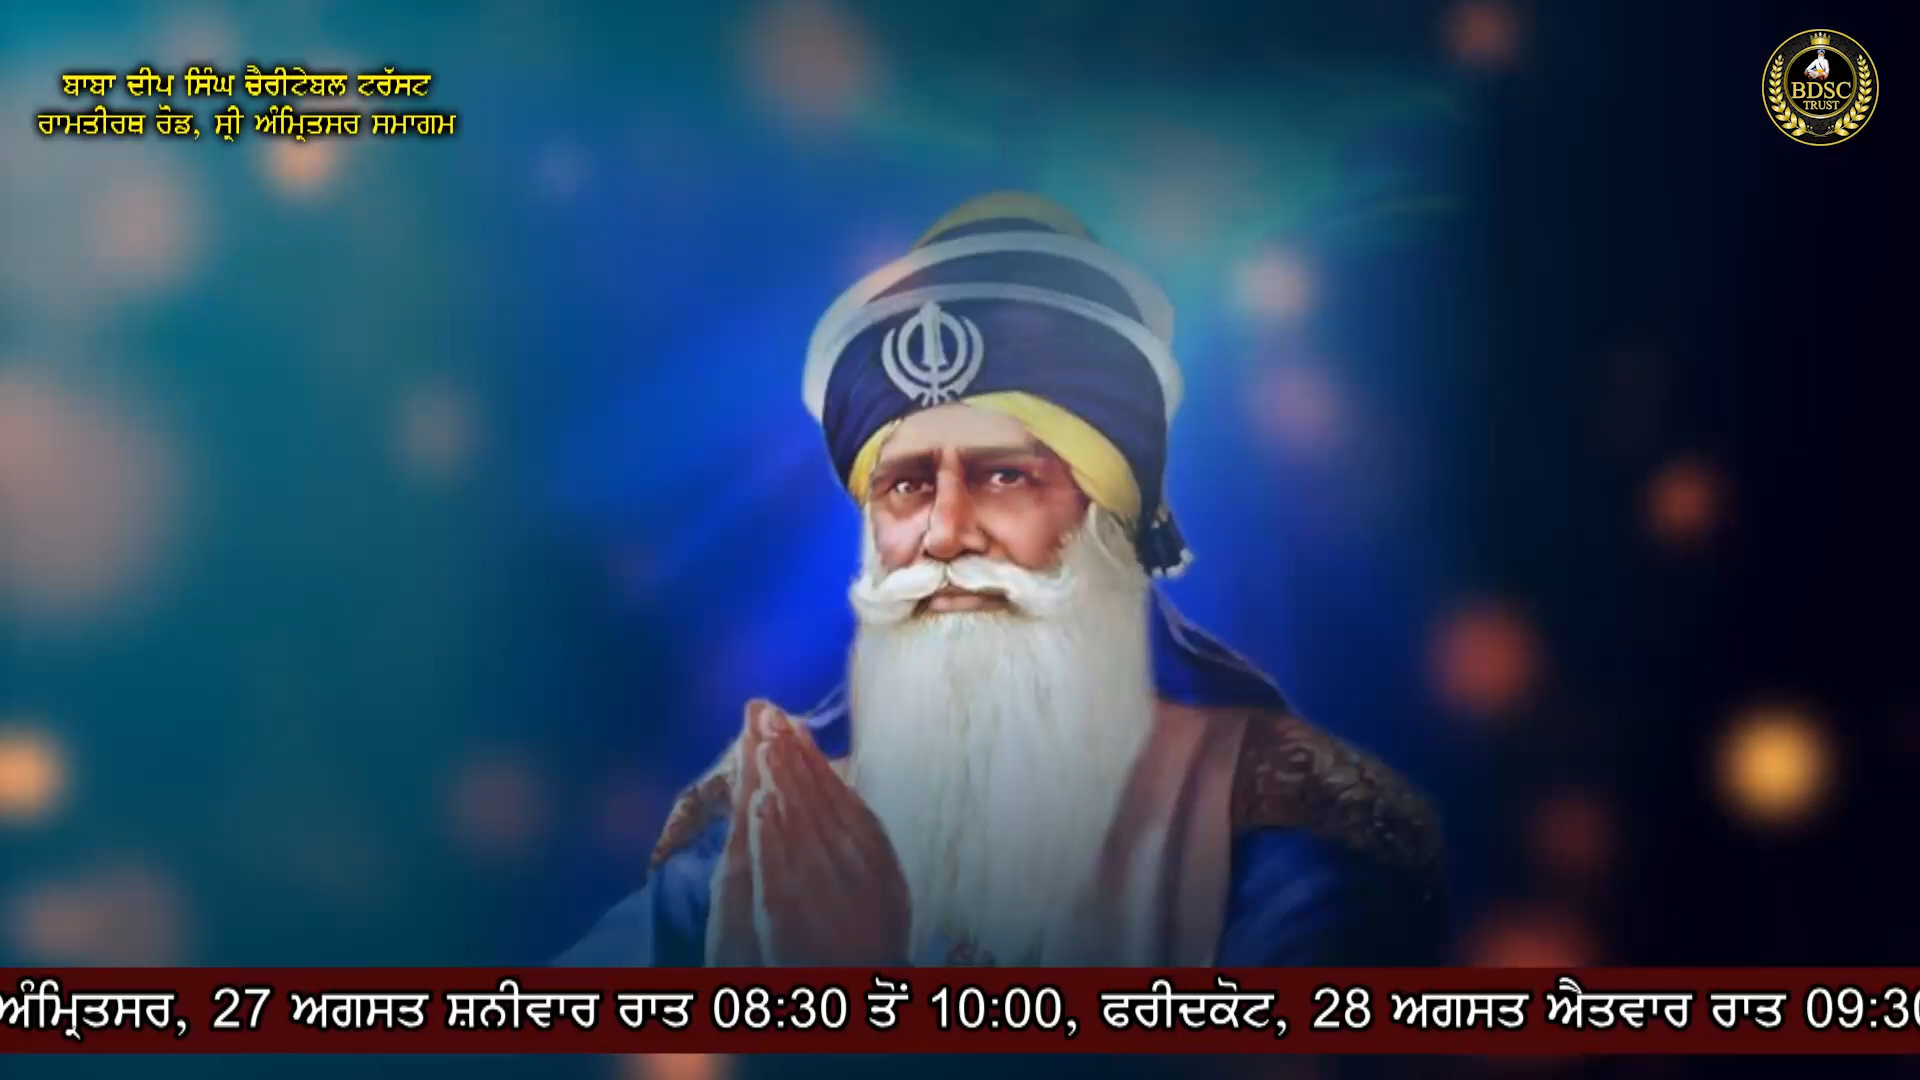 ਬਾਬਾ ਦੀਪ ਸਿੰਘ ਚੈਰੀਟੇਬਲ ਟਰੱਸਟ
ਰਾਮਤੀਰਥ ਰੋਡ, ਸ੍ਰੀ ਅੰਮ੍ਰਿਤਸਰ ਸਮਾਗਮ
BDSC
TRUST
ਅੰਮ੍ਰਿਤਸਰ, 27 ਅਗਸਤ ਸ਼ਨੀਵਾਰ ਰਾਤ 08:30 ਤੋਂ 10:00, ਫਰੀਦਕੋਟ, 28 ਅਗਸਤ ਐਤਵਾਰ ਰਾਤ 09:30